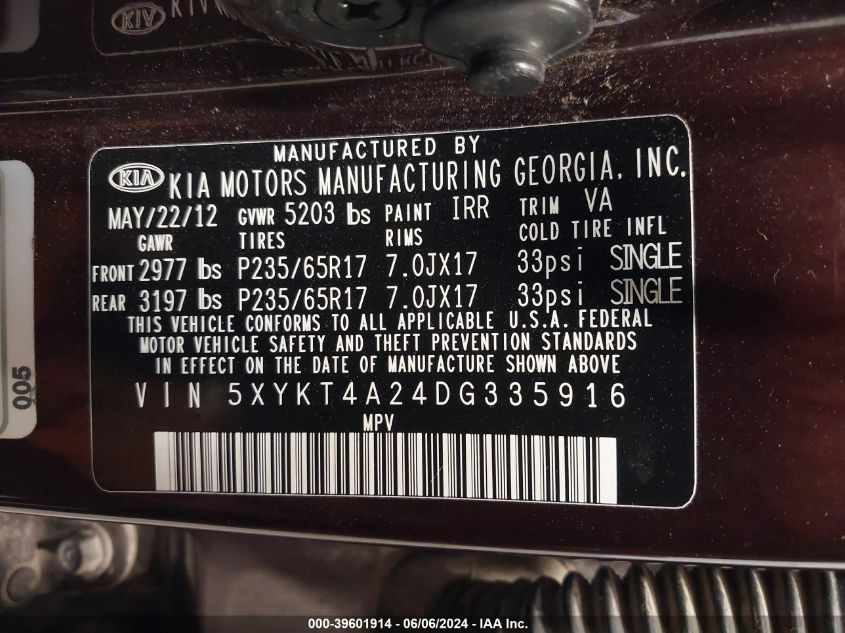 KIA
MANUFACTURED BY
KIA KIA MOTORS MANUFACTURING GEORGIA, INC.
MAY/22/12 GVWR 5203 lbs PAINT IRR TRIM VA
GAWR TIRES RIMS COLD TIRE INFL
FRONT 2977 lbs P235/65R17 7.0JX17 33psi SINGLE
REAR 3197 lbs P235/65R17 7.0JX17 33psi SINGLE
THIS VEHICLE CONFORMS TO ALL APPLICABLE U.S.A. FEDERAL
MOTOR VEHICLE SAFETY AND THEFT PREVENTION STANDARDS
IN EFFECT ON THE DATE OF MANUFACTURE SHOWN ABOVE
VIN 5XYKT4A24DG335916
MPV
005
000-39601914 - 06/06/2024 - IAA Inc.